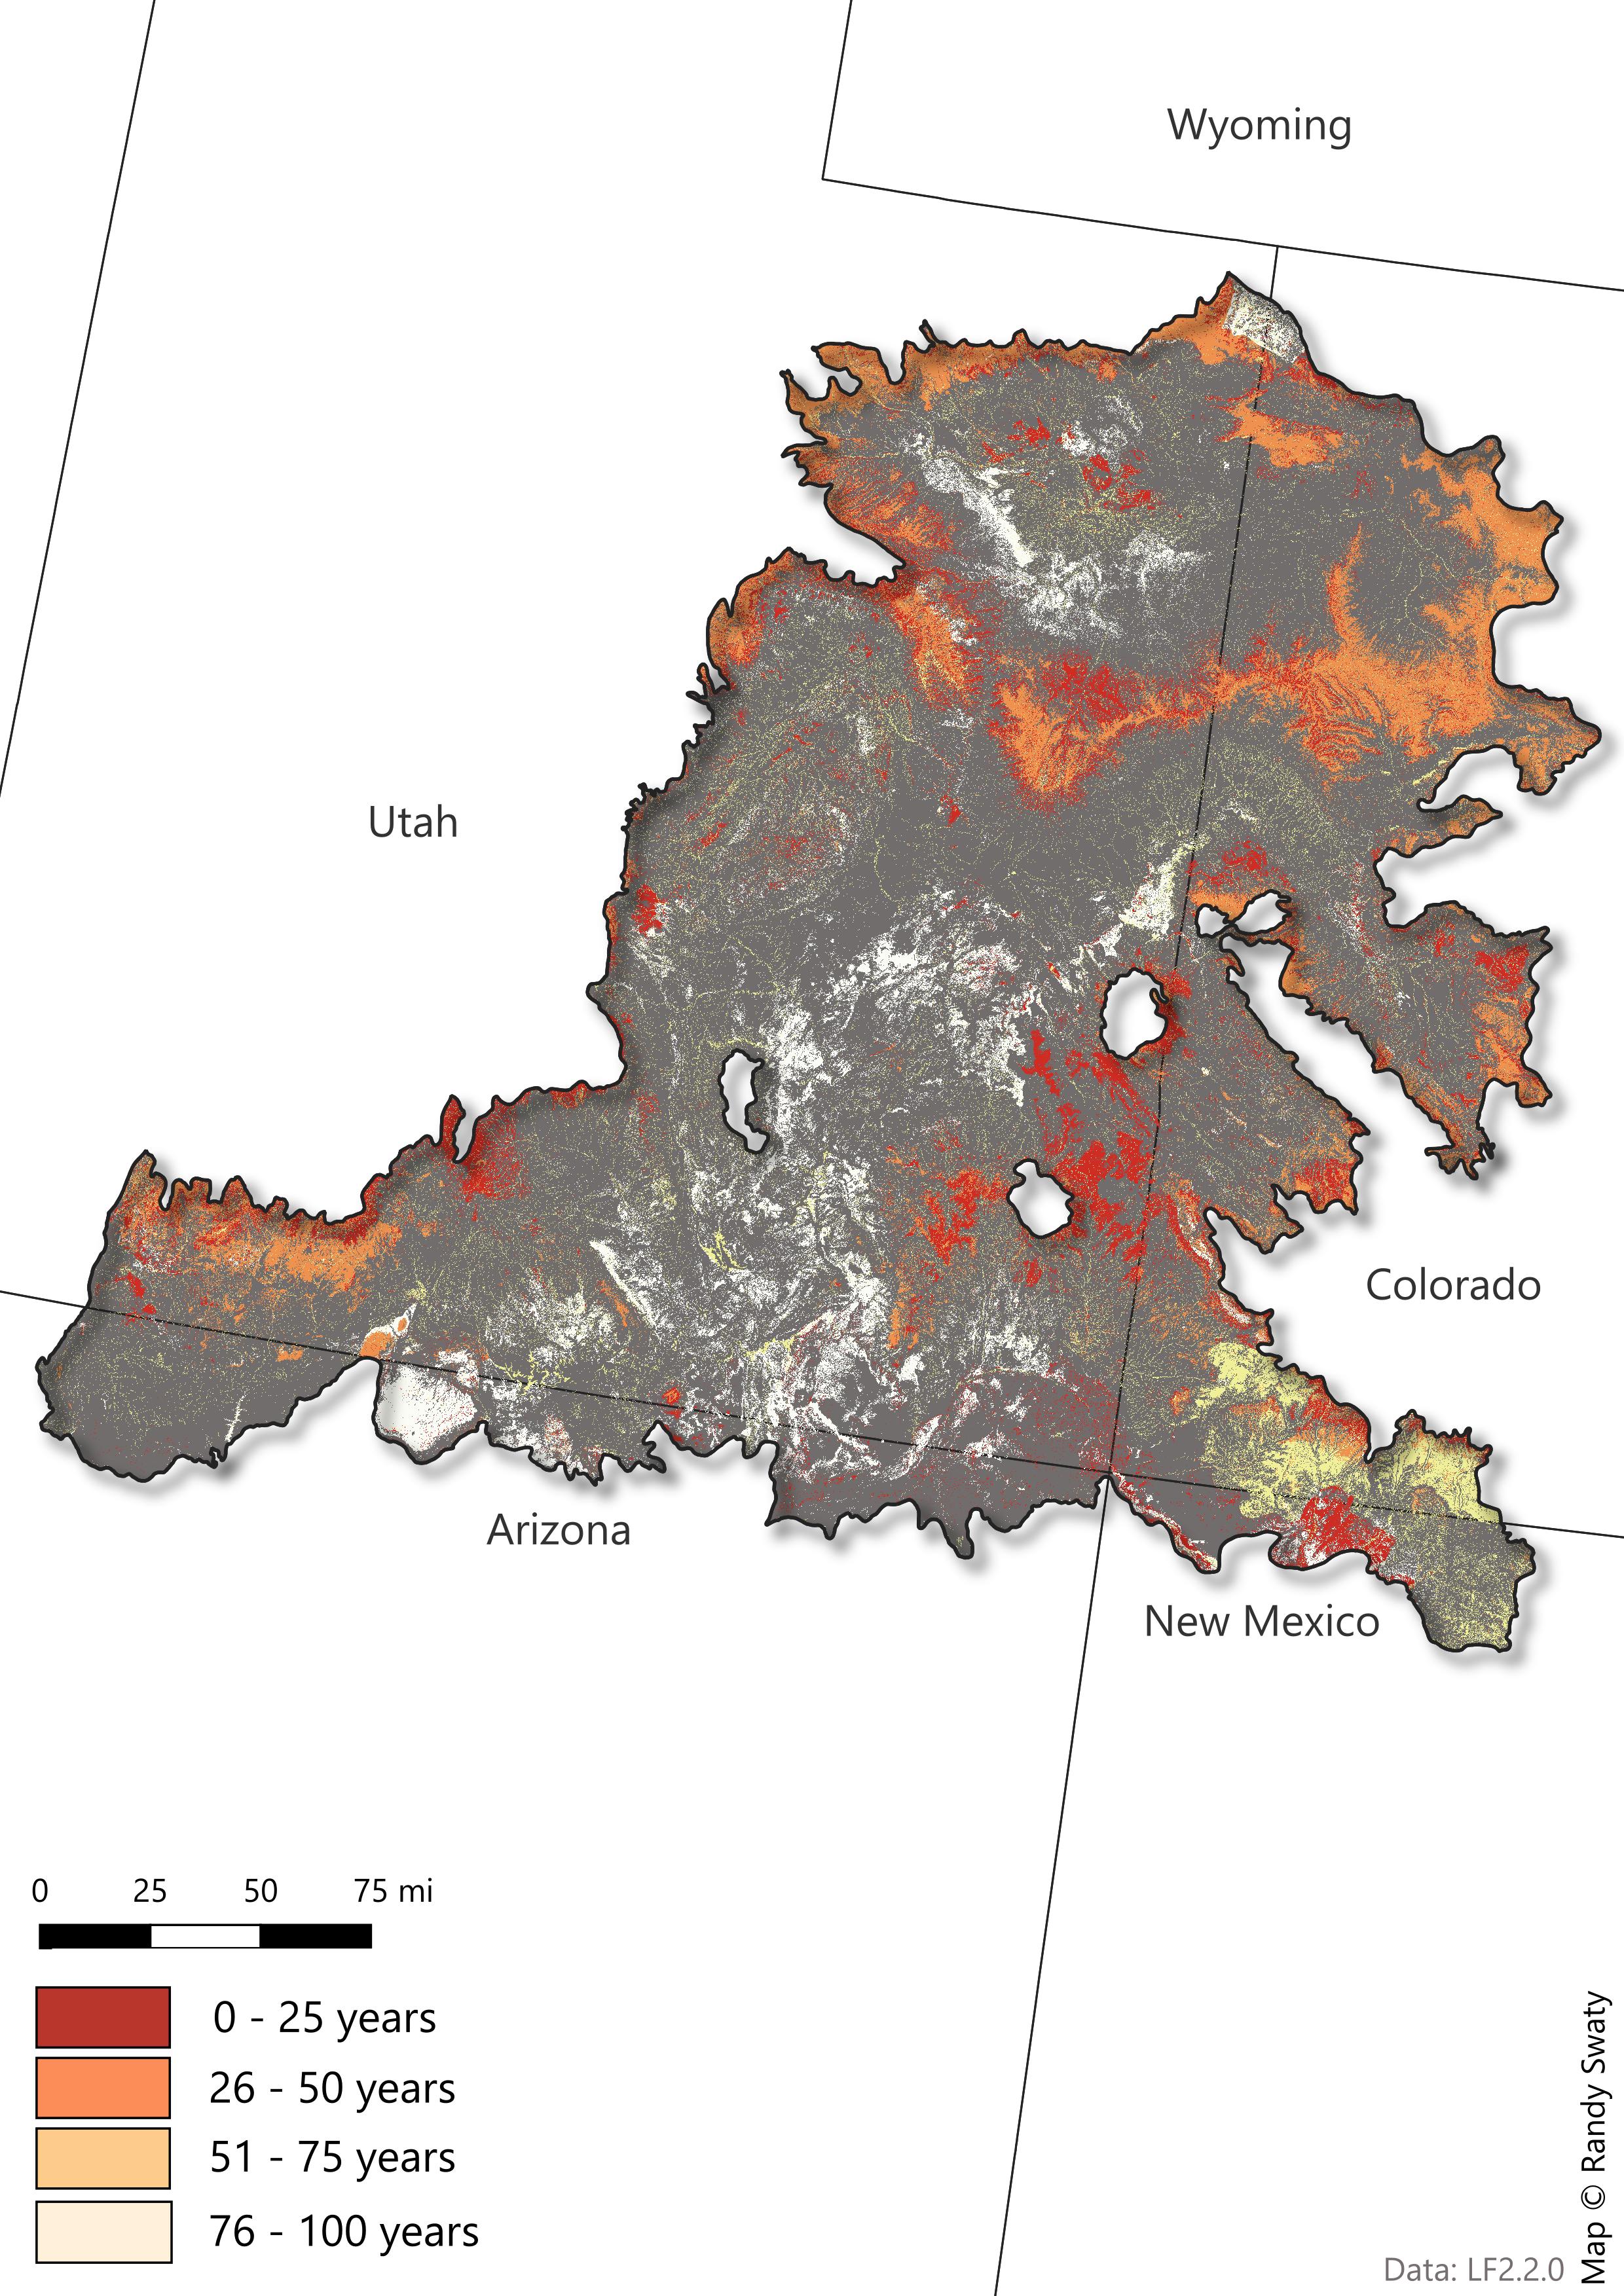 Wyoming
Utah
Colorado
Arizona
New Mexico
0 25 50 75 mi
0 - 25 years
26 - 50 years
51 - 75 years
76 - 100 years
Data: LF2.2.0
Map © Randy Swaty